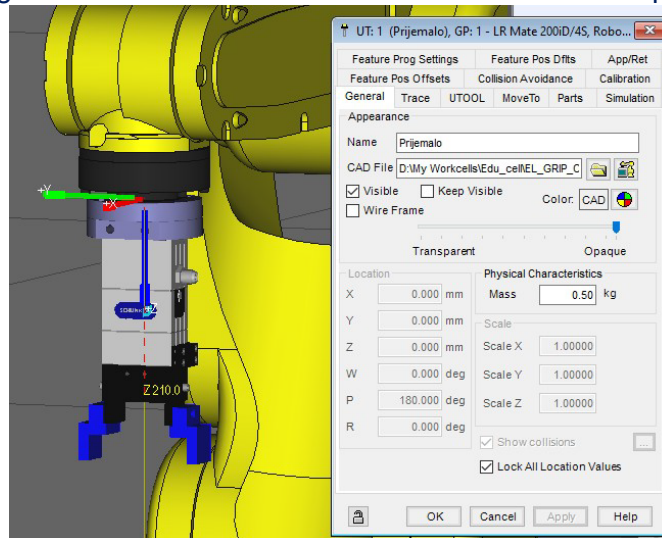 UT: 1 (Prijemalo), GP: 1 - LR Mate 200iD/4S, Robo...
Feature Prog Settings Feature Pos Dflts App/Ret
Feature Pos Offsets Collision Avoidance Calibration
General Trace UTOOL MoveTo Parts Simulation
Appearance
Name Prijemalo
CAD File D:\My Workcells\Edu_cell\EL_GRIP_C
Visible Keep Visible
Wire Frame
Color: CAD
Transparent Opaque
Location
X 0.000 mm
Y 0.000 mm
Z 0.000 mm
W 0.000 deg
P 180.000 deg
R 0.000 deg
Physical Characteristics
Mass 0.50 kg
Scale
Scale X 1.00000
Scale Y 1.00000
Scale Z 1.00000
Show collisions ...
Lock All Location Values
OK Cancel Apply Help
+Y
+X
+Z
Z 210.0